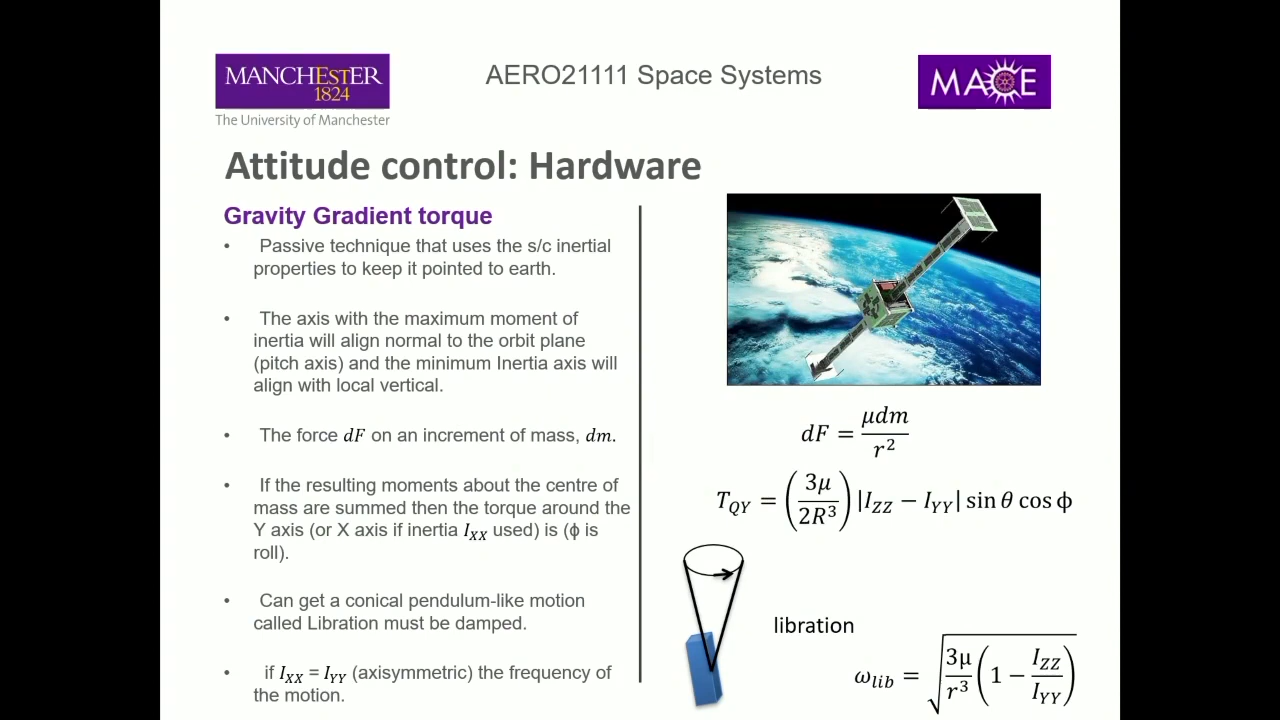 MANCHESTER
1824
The University of Manchester
AERO21111 Space Systems
MACE
Attitude control: Hardware
Gravity Gradient torque
• Passive technique that uses the s/c inertial
properties to keep it pointed to earth.
• The axis with the maximum moment of
inertia will align normal to the orbit plane
(pitch axis) and the minimum Inertia axis will
align with local vertical.
• The force dF on an increment of mass, dm.
• If the resulting moments about the centre of
mass are summed then the torque around the
Y axis (or X axis if inertia I_XX used) is (ϕ is
roll).
• Can get a conical pendulum-like motion
called Libration must be damped.
• if I_XX = I_YY (axisymmetric) the frequency of
the motion.
dF = μdm / r²
T_QY = (3μ / 2R³) |I_ZZ − I_YY| sin θ cos ϕ
libration
ω_lib = √(3μ / r³ (1 − I_ZZ / I_YY))